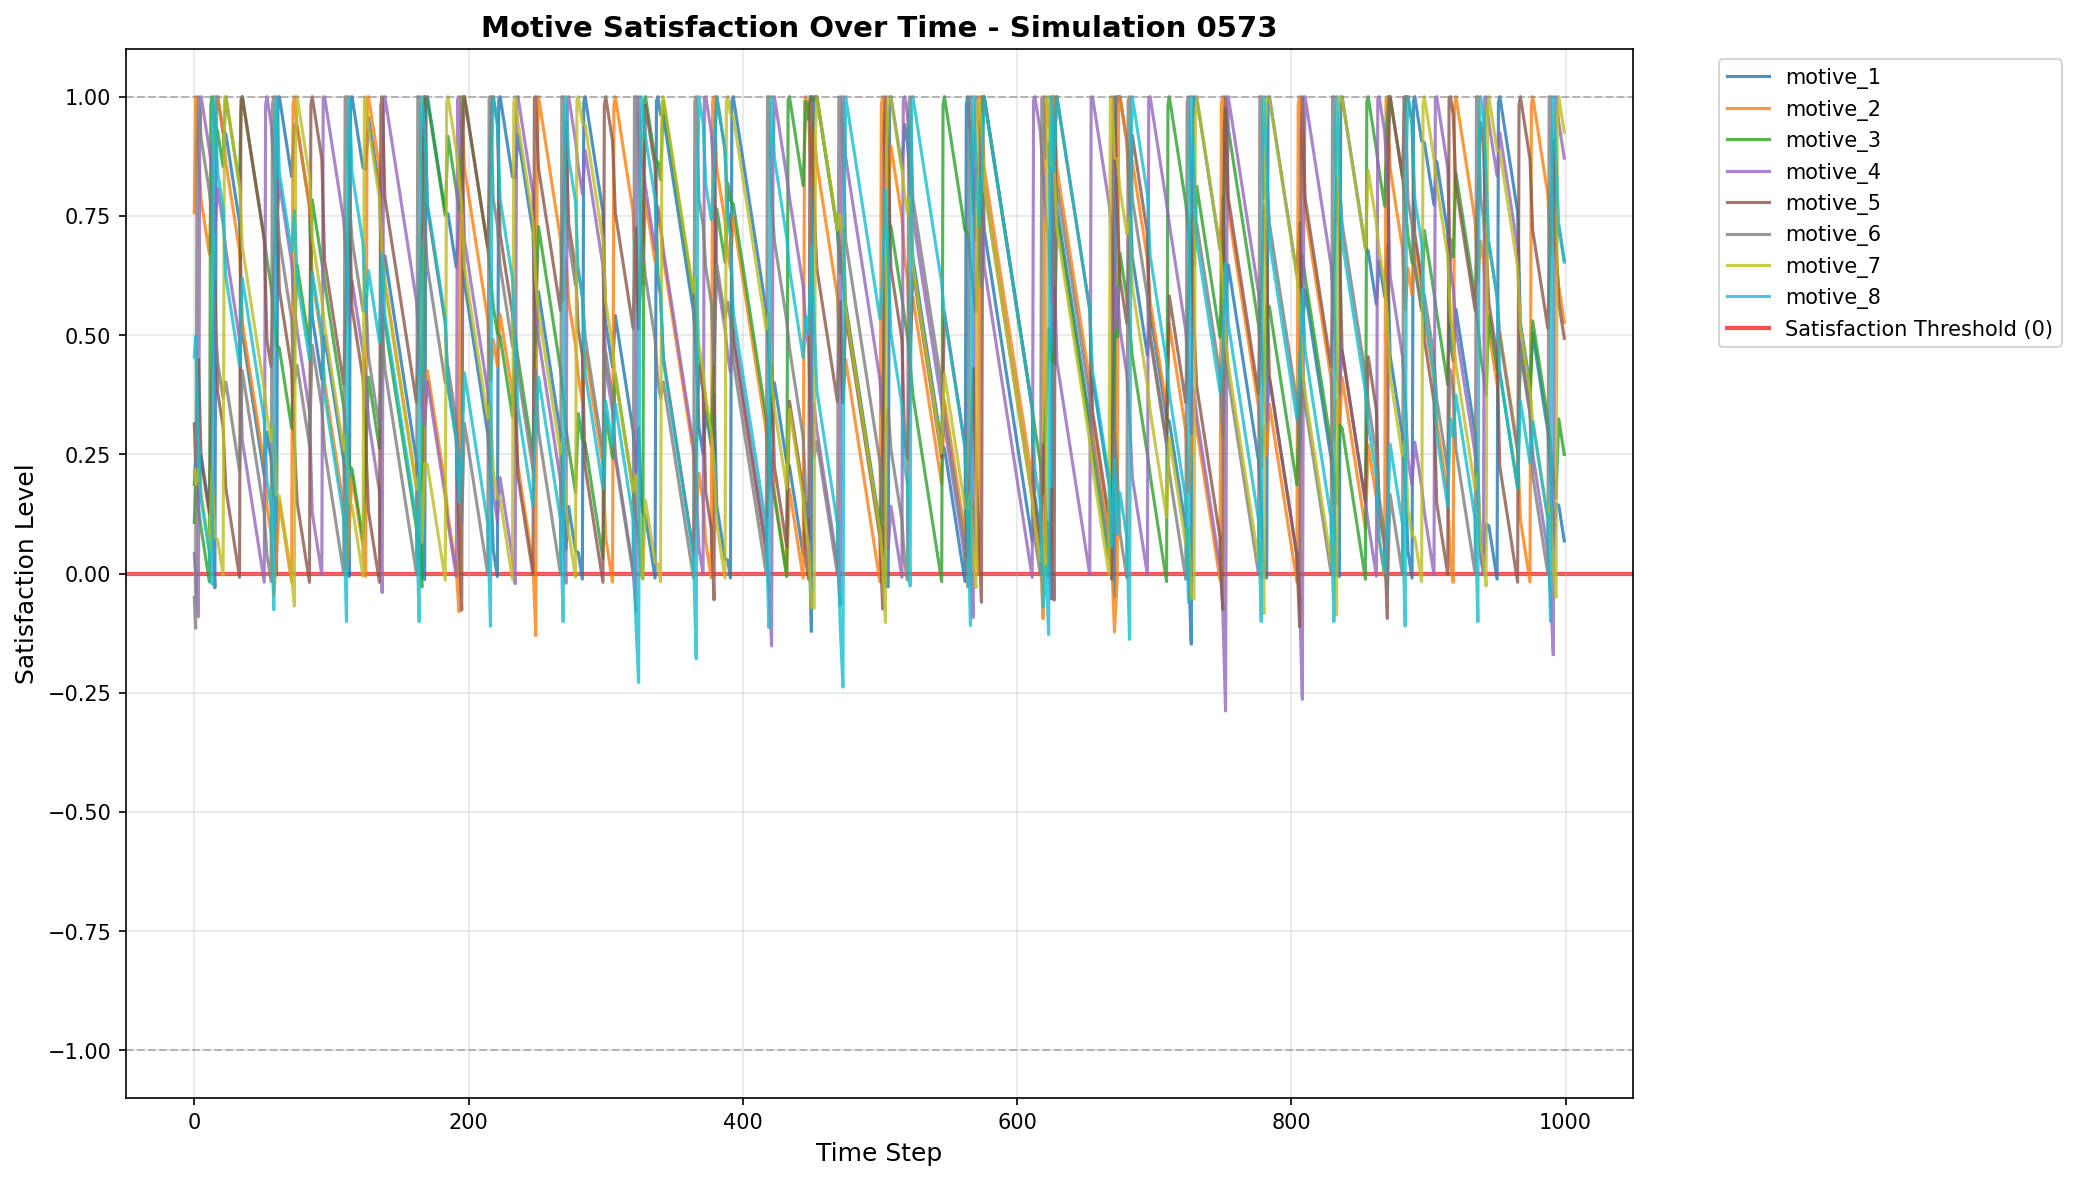 Motive Satisfaction Over Time - Simulation 0573
1.00
0.75
0.50
0.25
0.00
−0.25
−0.50
−0.75
−1.00
Satisfaction Level
0
200
400
600
800
1000
Time Step
motive_1
motive_2
motive_3
motive_4
motive_5
motive_6
motive_7
motive_8
Satisfaction Threshold (0)